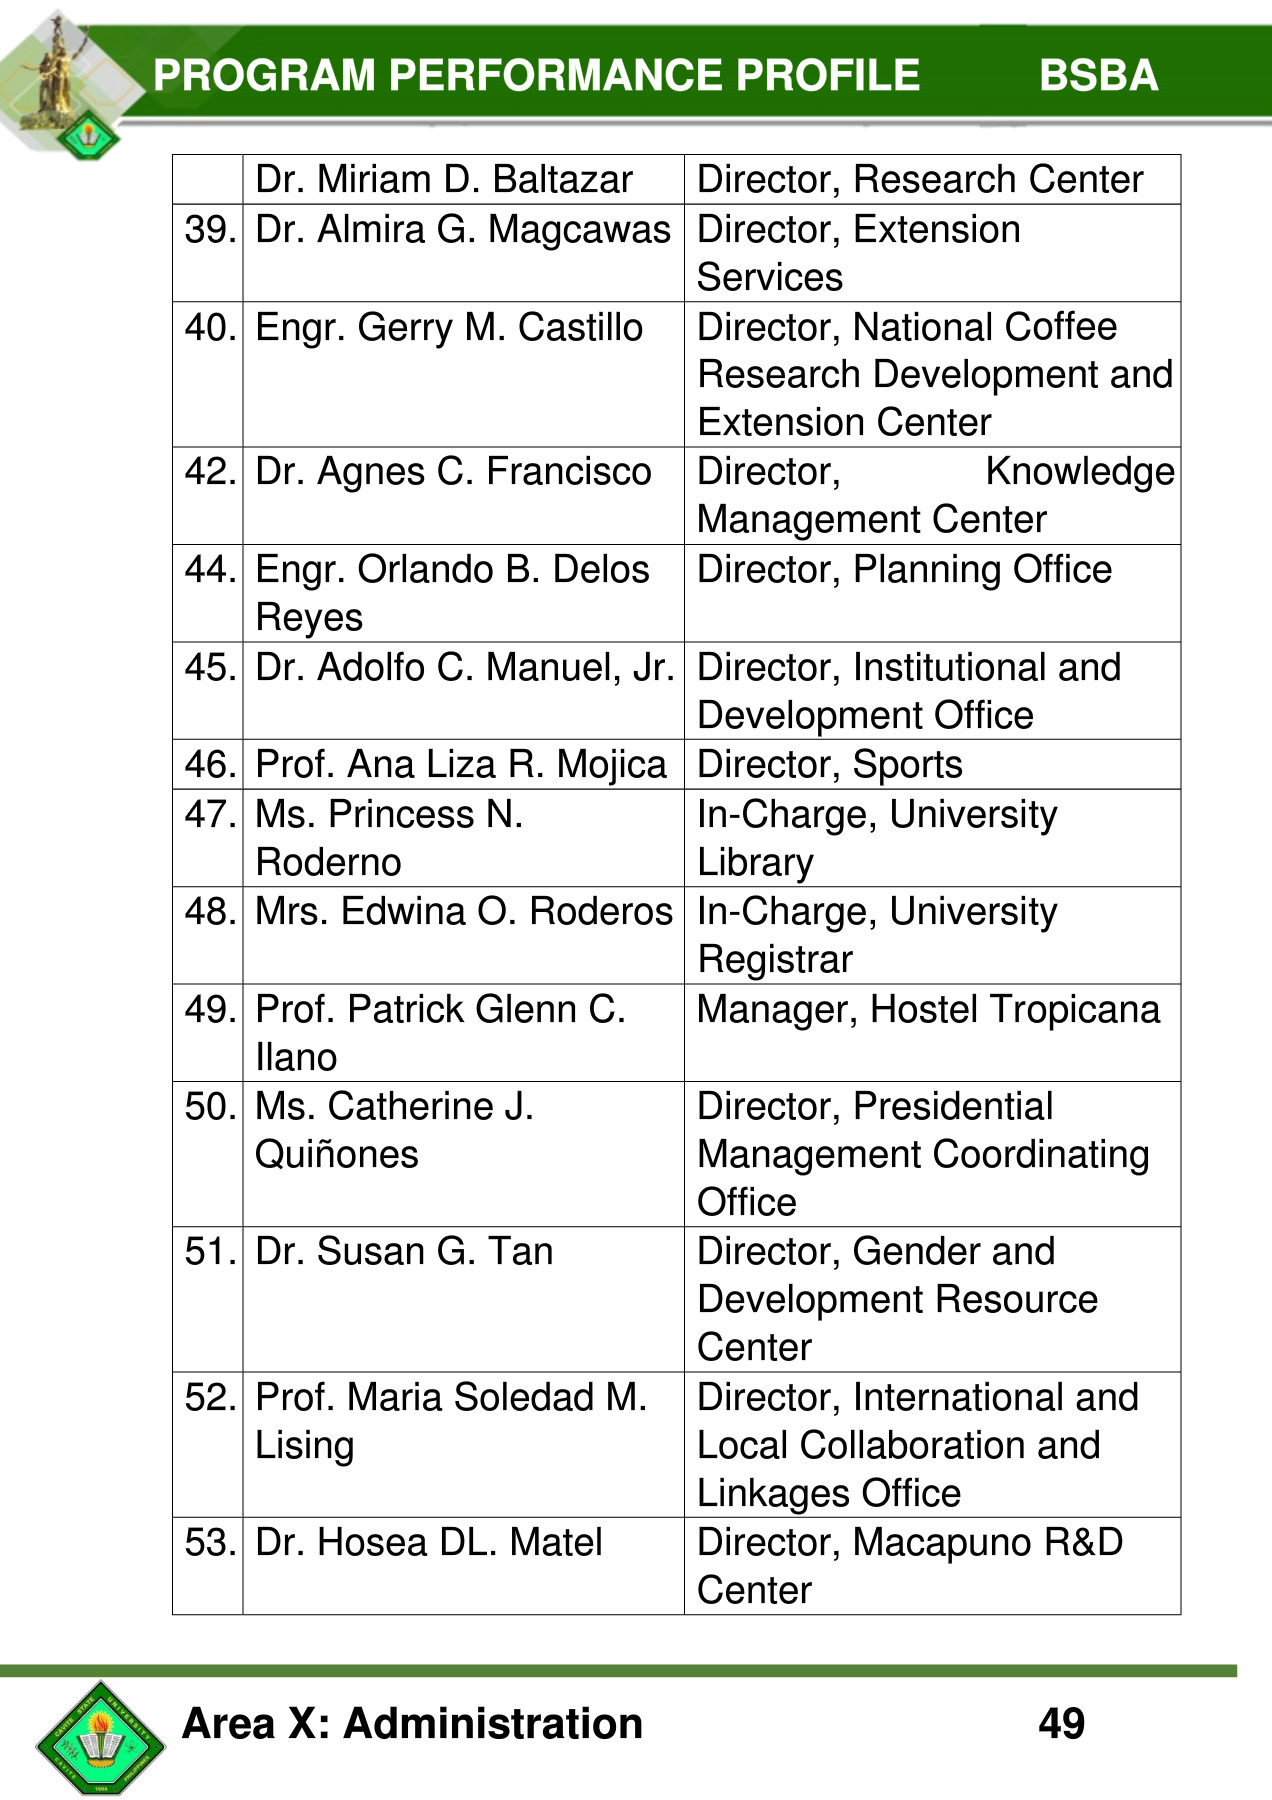 PROGRAM PERFORMANCE PROFILE BSBA
Dr. Miriam D. Baltazar Director, Research Center
39. Dr. Almira G. Magcawas Director, Extension
Services
40. Engr. Gerry M. Castillo Director, National Coffee
Research Development and
Extension Center
42. Dr. Agnes C. Francisco Director, Knowledge
Management Center
44. Engr. Orlando B. Delos Director, Planning Office
Reyes
45. Dr. Adolfo C. Manuel, Jr. Director, Institutional and
Development Office
46. Prof. Ana Liza R. Mojica Director, Sports
47. Ms. Princess N. In-Charge, University
Roderno Library
48. Mrs. Edwina O. Roderos In-Charge, University
Registrar
49. Prof. Patrick Glenn C. Manager, Hostel Tropicana
Ilano
50. Ms. Catherine J. Director, Presidential
Quiñones Management Coordinating
Office
51. Dr. Susan G. Tan Director, Gender and
Development Resource
Center
52. Prof. Maria Soledad M. Director, International and
Lising Local Collaboration and
Linkages Office
53. Dr. Hosea DL. Matel Director, Macapuno R&D
Center
CAVITE STATE UNIVERSITY
CAVITE PHILIPPINES
1906
Area X: Administration 49